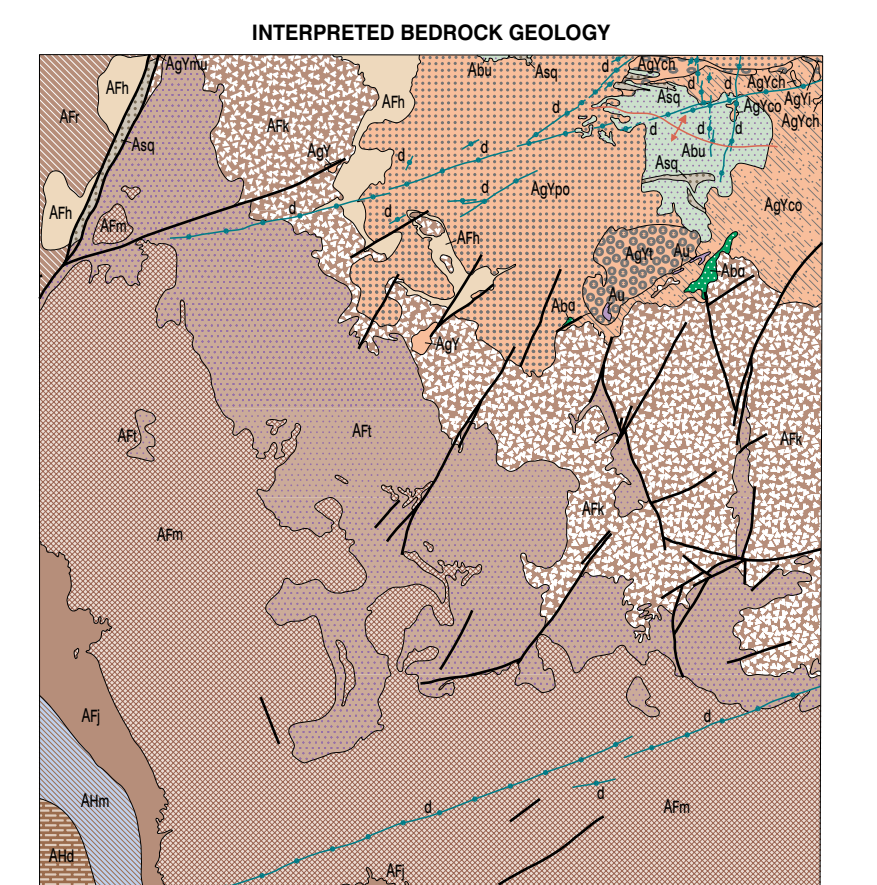 INTERPRETED BEDROCK GEOLOGY
AgYmu
Abu
Asq
d
AgYch
AFh
AFr
AFk
AFh
d
Asq
d
AgYch
AgYco
AgYi
AgYch
Asq
AgY
d
d
d
d
Abu
Asq
d
AgYpo
AFh
AFm
d
d
AgYco
AFh
AgYt
Au
Aba
Au
Aba
AgY
AFt
AFt
AFk
AFk
AFm
AFj
d
AHm
d
d
AFm
AHd
AFj